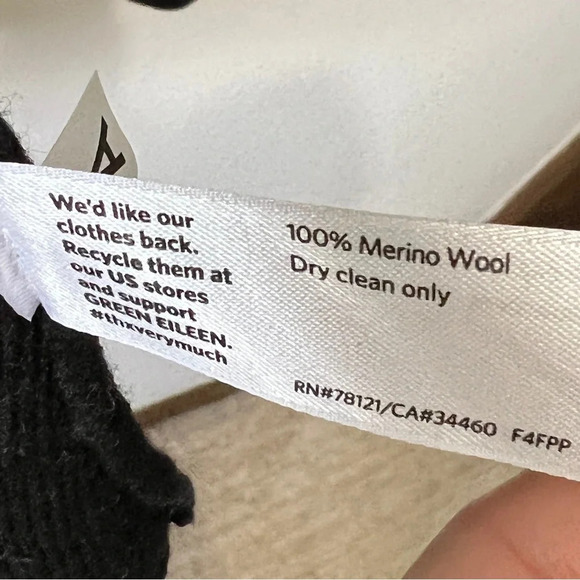 We'd like our
clothes back.
Recycle them at
our US stores
and support
GREEN EILEEN.
#thxverymuch
100% Merino Wool
Dry clean only
RN#78121/CA#34460 F4FPP